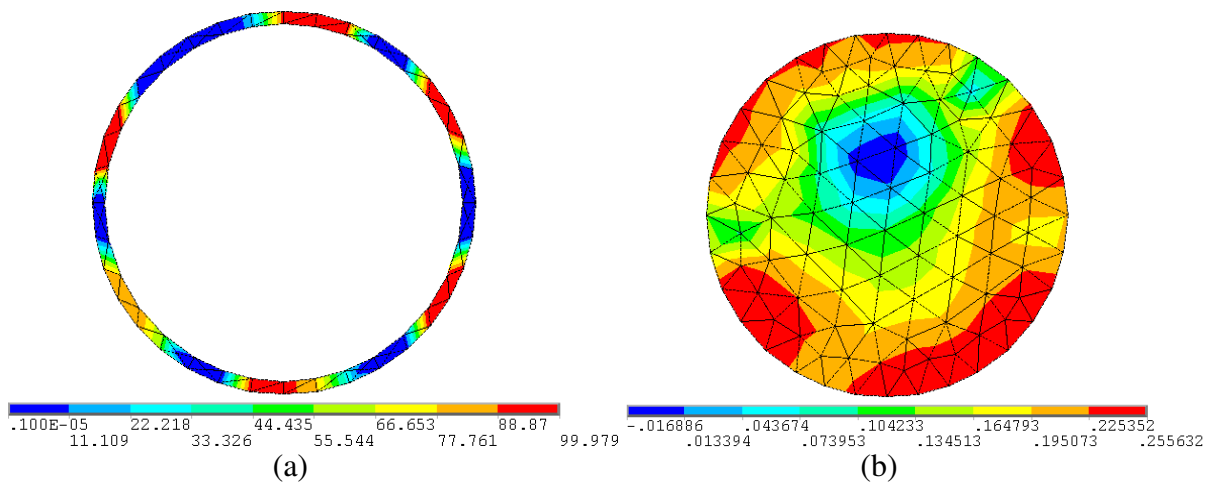 .100E-05 22.218 44.435 66.653 88.87
11.109 33.326 55.544 77.761 99.979
-.016886 .043674 .104233 .164793 .225352
.013394 .073953 .134513 .195073 .255632
(a) (b)